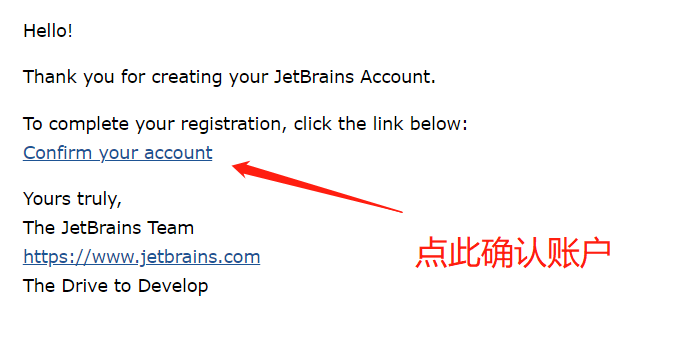 Hello!
Thank you for creating your JetBrains Account.
To complete your registration, click the link below:
Confirm your account
Yours truly,
The JetBrains Team
https://www.jetbrains.com
The Drive to Develop
点此确认账户